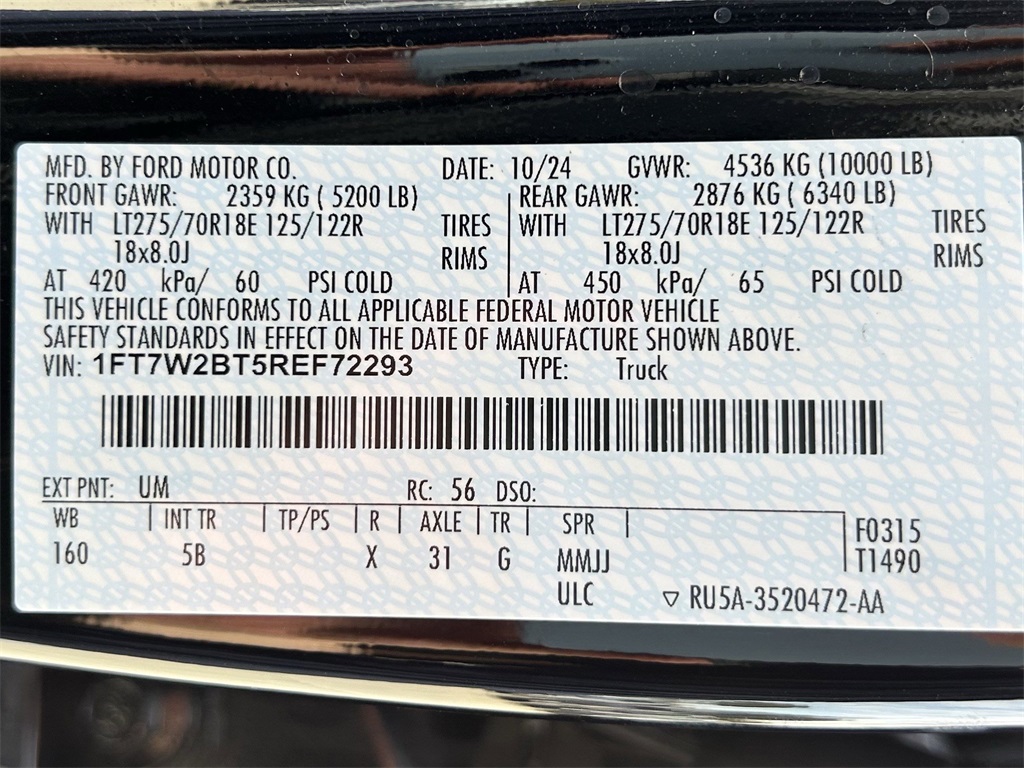 MFD. BY FORD MOTOR CO. DATE: 10/24 GVWR: 4536 KG (10000 LB)
FRONT GAWR: 2359 KG ( 5200 LB) REAR GAWR: 2876 KG ( 6340 LB)
WITH LT275/70R18E 125/122R TIRES WITH LT275/70R18E 125/122R TIRES
18x8.0J RIMS 18x8.0J RIMS
AT 420 kPa/ 60 PSI COLD AT 450 kPa/ 65 PSI COLD
THIS VEHICLE CONFORMS TO ALL APPLICABLE FEDERAL MOTOR VEHICLE
SAFETY STANDARDS IN EFFECT ON THE DATE OF MANUFACTURE SHOWN ABOVE.
VIN: 1FT7W2BT5REF72293 TYPE: Truck
EXT PNT: UM RC: 56 DSO:
WB | INT TR | TP/PS | R | AXLE | TR | SPR | F0315
160 5B X 31 G MMJJ T1490
ULC ▽ RU5A-3520472-AA